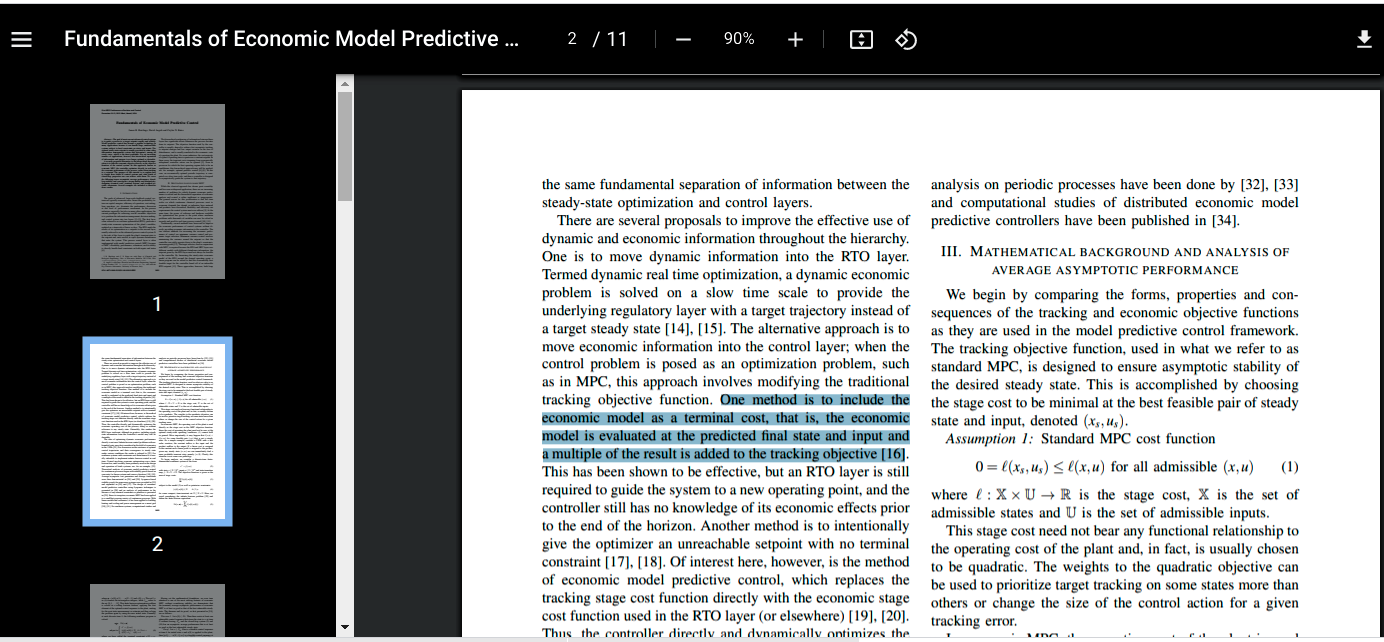 Fundamentals of Economic Model Predictive ...
2 / 11
90%
1
2
the same fundamental separation of information between the
steady-state optimization and control layers.
There are several proposals to improve the effective use of
dynamic and economic information throughout the hierarchy.
One is to move dynamic information into the RTO layer.
Termed dynamic real time optimization, a dynamic economic
problem is solved on a slow time scale to provide the
underlying regulatory layer with a target trajectory instead of
a target steady state [14], [15]. The alternative approach is to
move economic information into the control layer; when the
control problem is posed as an optimization problem, such
as in MPC, this approach involves modifying the traditional
tracking objective function. One method is to include the
economic model as a terminal cost, that is, the economic
model is evaluated at the predicted final state and input and
a multiple of the result is added to the tracking objective [16].
This has been shown to be effective, but an RTO layer is still
required to guide the system to a new operating point, and the
controller still has no knowledge of its economic effects prior
to the end of the horizon. Another method is to intentionally
give the optimizer an unreachable setpoint with no terminal
constraint [17], [18]. Of interest here, however, is the method
of economic model predictive control, which replaces the
tracking stage cost function directly with the economic stage
cost function used in the RTO layer (or elsewhere) [19], [20].
Thus, the controller directly and dynamically optimizes the
analysis on periodic processes have been done by [32], [33]
and computational studies of distributed economic model
predictive controllers have been published in [34].
III. MATHEMATICAL BACKGROUND AND ANALYSIS OF
AVERAGE ASYMPTOTIC PERFORMANCE
We begin by comparing the forms, properties and con-
sequences of the tracking and economic objective functions
as they are used in the model predictive control framework.
The tracking objective function, used in what we refer to as
standard MPC, is designed to ensure asymptotic stability of
the desired steady state. This is accomplished by choosing
the stage cost to be minimal at the best feasible pair of steady
state and input, denoted (xs, us).
Assumption 1: Standard MPC cost function
0 = ℓ(xs, us) ≤ ℓ(x,u) for all admissible (x,u) (1)
where ℓ : 𝕏 × 𝕌 → ℝ is the stage cost, 𝕏 is the set of
admissible states and 𝕌 is the set of admissible inputs.
This stage cost need not bear any functional relationship to
the operating cost of the plant and, in fact, is usually chosen
to be quadratic. The weights to the quadratic objective can
be used to prioritize target tracking on some states more than
others or change the size of the control action for a given
tracking error.